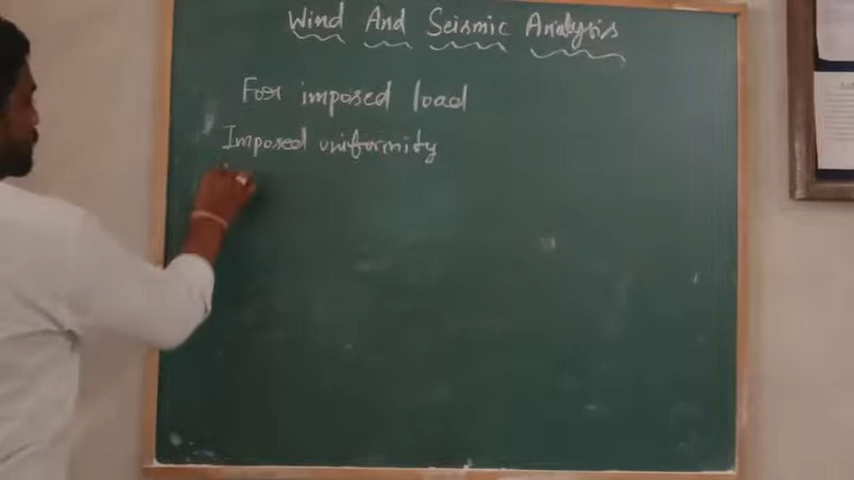 Wind And Seismic Analysis
For imposed load
Imposed uniformity